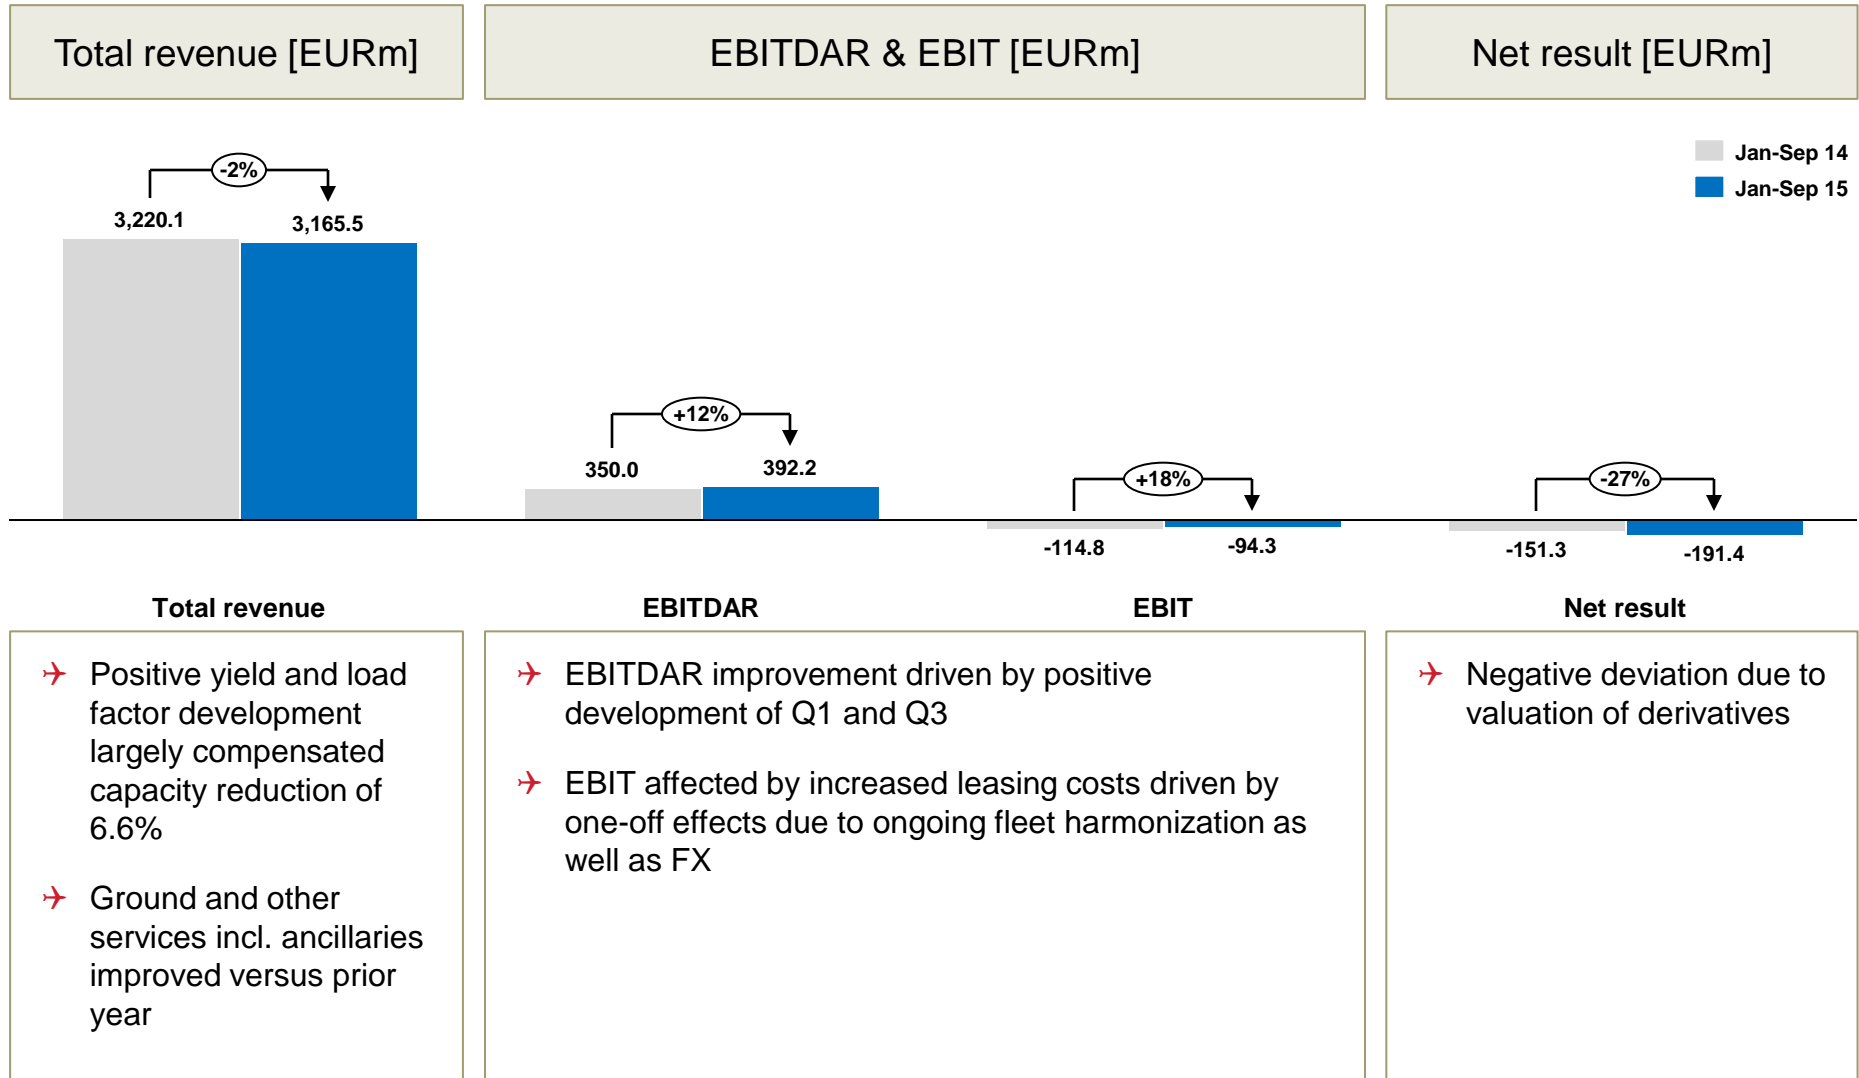 Total revenue [EURm]
EBITDAR & EBIT [EURm]
Net result [EURm]
Jan-Sep 14
Jan-Sep 15
-2%
3,220.1
3,165.5
+12%
350.0
392.2
+18%
-114.8
-94.3
-27%
-151.3
-191.4
Total revenue
EBITDAR
EBIT
Net result
Positive yield and load
factor development
largely compensated
capacity reduction of
6.6%
Ground and other
services incl. ancillaries
improved versus prior
year
EBITDAR improvement driven by positive
development of Q1 and Q3
EBIT affected by increased leasing costs driven by
one-off effects due to ongoing fleet harmonization as
well as FX
Negative deviation due to
valuation of derivatives